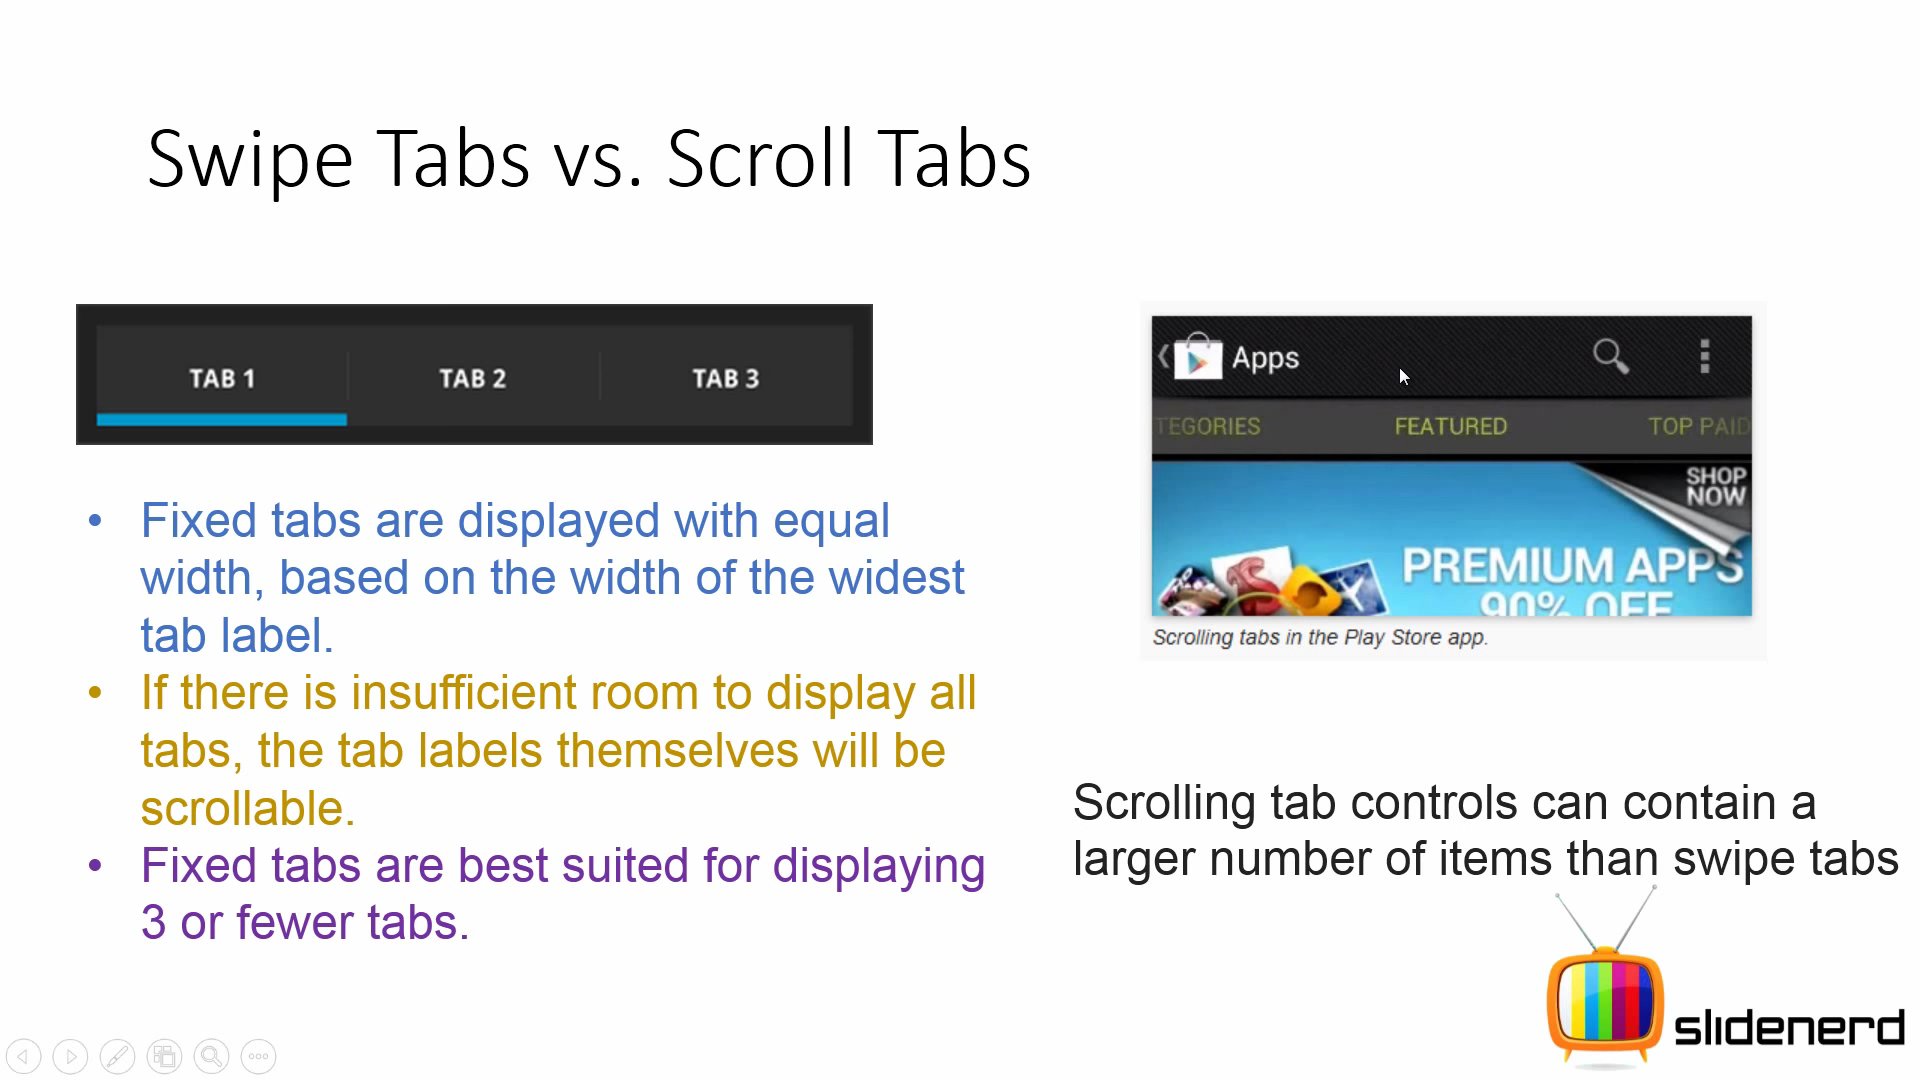 Swipe Tabs vs. Scroll Tabs
TAB 1 TAB 2 TAB 3
• Fixed tabs are displayed with equal
width, based on the width of the widest
tab label.
• If there is insufficient room to display all
tabs, the tab labels themselves will be
scrollable.
• Fixed tabs are best suited for displaying
3 or fewer tabs.
Apps
TEGORIES FEATURED TOP PAID
SHOP
NOW
PREMIUM APPS
90% OFF
Scrolling tabs in the Play Store app.
Scrolling tab controls can contain a
larger number of items than swipe tabs
slidenerd